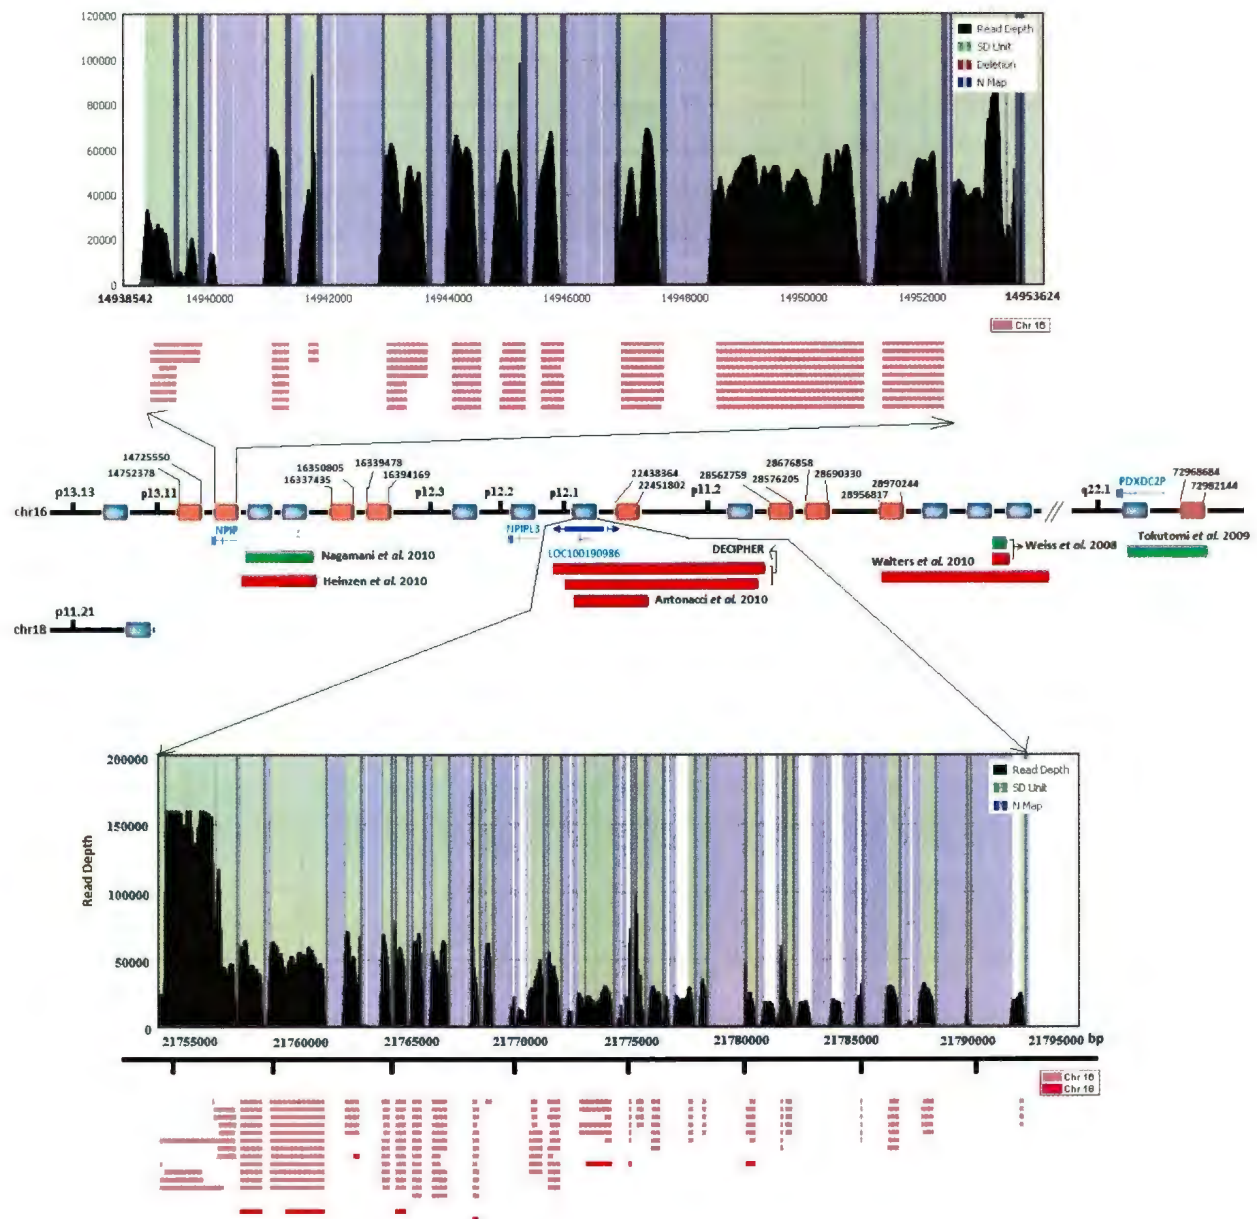 120000
100000
80000
60000
40000
20000
0
Read Depth
SD Unit
Deletion
N Map
14938542 14940000 14942000 14944000 14946000 14948000 14950000 14952000 14953624
Chr 16
14725550
14752378
16350805
16337435
16339478
16394169
22438364
22451802
28562759
28576205
28676858
28690330
28956817
28970244
72968684
72982144
p13.13 p13.11 p12.3 p12.2 p12.1 p11.2 q22.1
PDXDC2P
chr16
NPIP
NPIPL3
LOC100190986
Nagamani et al. 2010
Heinzen et al. 2010
DECIPHER
Antonacci et al. 2010
Walters et al. 2010
Weiss et al. 2008
Tokutomi et al. 2009
p11.21
chr18
200000
150000
100000
50000
0
Read Depth
Read Depth
SD Unit
N Map
21755000 21760000 21765000 21770000 21775000 21780000 21785000 21790000 21795000 bp
Chr 16
Chr 18